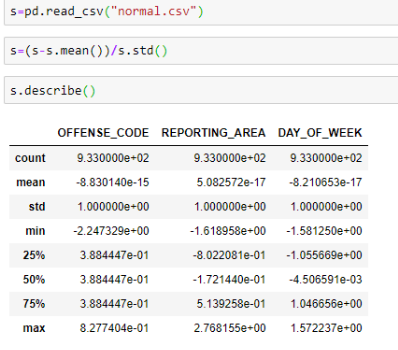 s=pd.read_csv("normal.csv")
s=(s-s.mean())/s.std()
s.describe()
OFFENSE_CODE REPORTING_AREA DAY_OF_WEEK
count 9.330000e+02 9.330000e+02 9.330000e+02
mean -8.830140e-15 5.082572e-17 -8.210653e-17
std 1.000000e+00 1.000000e+00 1.000000e+00
min -2.247329e+00 -1.618958e+00 -1.581250e+00
25% 3.884447e-01 -8.022081e-01 -1.055669e+00
50% 3.884447e-01 -1.721440e-01 -4.506591e-03
75% 3.884447e-01 5.139258e-01 1.046656e+00
max 8.277404e-01 2.768155e+00 1.572237e+00